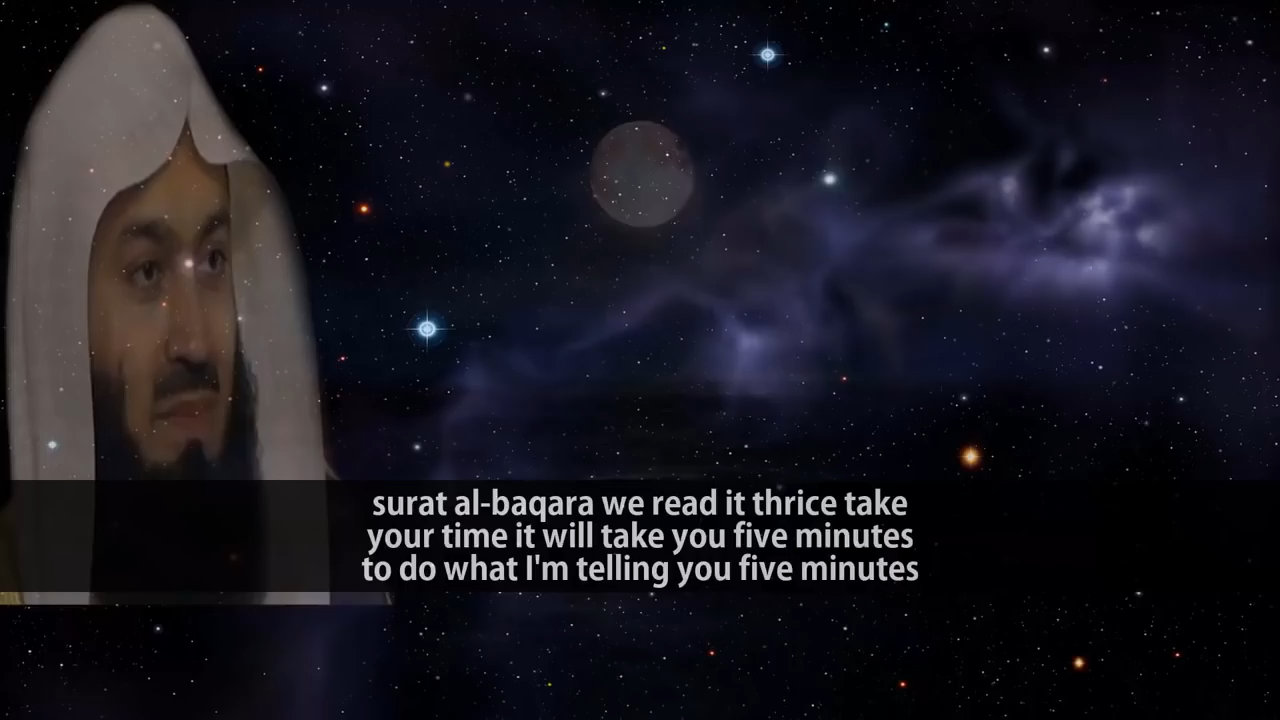 surat al-baqara we read it thrice take
your time it will take you five minutes
to do what I'm telling you five minutes